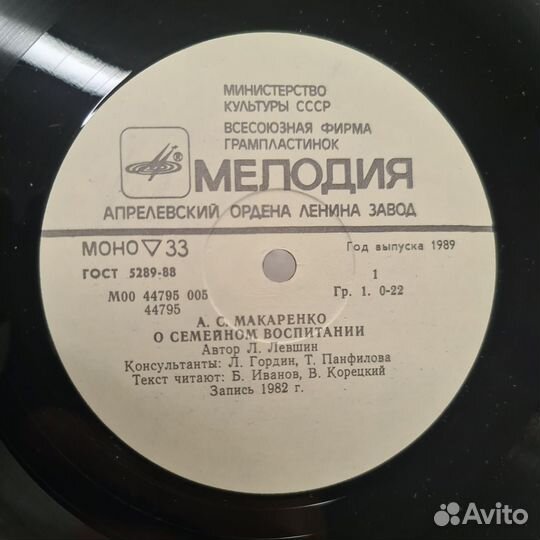 МИНИСТЕРСТВО
КУЛЬТУРЫ СССР
ВСЕСОЮЗНАЯ ФИРМА
ГРАМПЛАСТИНОК
® МЕЛОДИЯ
АПРЕЛЕВСКИЙ ОРДЕНА ЛЕНИНА ЗАВОД
МОНО ▽ 33
Год выпуска 1989
ГОСТ 5289-88
1
М00 44795 005
Гр. 1. 0-22
44795
А. С. МАКАРЕНКО
О СЕМЕЙНОМ ВОСПИТАНИИ
Автор Л. Левшин
Консультанты: Л. Гордин, Т. Панфилова
Текст читают: Б. Иванов, В. Корецкий
Запись 1982 г.
Avito